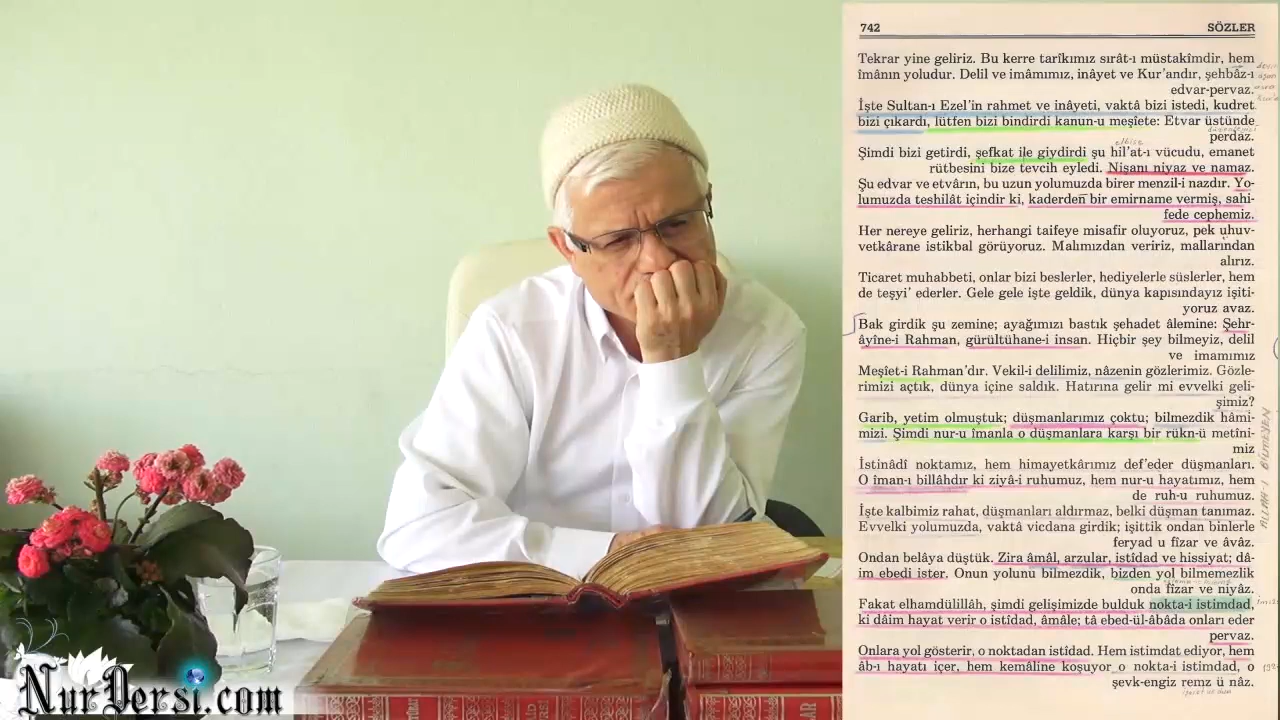 742 SÖZLER
Tekrar yine geliriz. Bu kerre tarîkımız sırât-ı müstakîmdir, hem
îmânın yoludur. Delil ve imâmımız, inâyet ve Kur'andır, şehbâz-ı
edvar-pervaz.
İşte Sultan-ı Ezel'in rahmet ve inâyeti, vaktâ bizi istedi, kudret
bizi çıkardı, lütfen bizi bindirdi kanun-u meşiete: Etvar üstünde
perdaz.
Şimdi bizi getirdi, şefkat ile giydirdi şu hil'at-ı vücudu, emanet
rütbesini bize tevcih eyledi. Nişanı niyaz ve namaz.
Şu edvar ve etvârın, bu uzun yolumuzda birer menzil-i nazdır. Yo-
lumuzda teshilât içindir ki, kaderden bir emirname vermiş, sahi-
fede cephemiz.
Her nereye geliriz, herhangi taifeye misafir oluyoruz, pek uhuv-
vetkârane istikbal görüyoruz. Malımızdan veririz, mallarından
alırız.
Ticaret muhabbeti, onlar bizi beslerler, hediyelerle süslerler, hem
de teşyi' ederler. Gele gele işte geldik, dünya kapısındayız işiti-
yoruz avaz.
Bak girdik şu zemine; ayağımızı bastık şehadet âlemine: Şehr-
âyîne-i Rahman, gürültühane-i insan. Hiçbir şey bilmeyiz, delil
ve imamımız
Meşîet-i Rahman'dır. Vekil-i delilimiz, nâzenin gözlerimiz. Gözle-
rimizi açtık, dünya içine saldık. Hatırına gelir mi evvelki geli-
şimiz?
Garib, yetim olmuştuk; düşmanlarımız çoktu; bilmezdik hâmi-
mizi. Şimdi nur-u îmanla o düşmanlara karşı bir rükn-ü metîni-
miz
İstinâdî noktamız, hem himayetkârımız def'eder düşmanları.
O îman-ı billâhdır ki ziyâ-i ruhumuz, hem nur-u hayatımız, hem
de ruh-u ruhumuz.
İşte kalbimiz rahat, düşmanları aldırmaz, belki düşman tanımaz.
Evvelki yolumuzda, vaktâ vicdana girdik; işittik ondan binlerle
feryad u fîzar ve âvâz.
Ondan belâya düştük. Zira âmâl, arzular, istîdad ve hissiyat; dâ-
im ebedi ister. Onun yolunu bilmezdik, bizden yol bilmemezlik
onda fîzar ve niyâz.
Fakat elhamdülillâh, şimdi gelişimizde bulduk nokta-i istimdad,
ki dâim hayat verir o istîdad, âmâle; tâ ebed-ül-âbâda onları eder
pervaz.
Onlara yol gösterir, o noktadan istîdad. Hem istimdat ediyor, hem
âb-ı hayatı içer, hem kemâline koşuyor o nokta-i istimdad, o
şevk-engiz remz ü nâz.
ALLAH-I BİLMEYEN
NurDersi.com